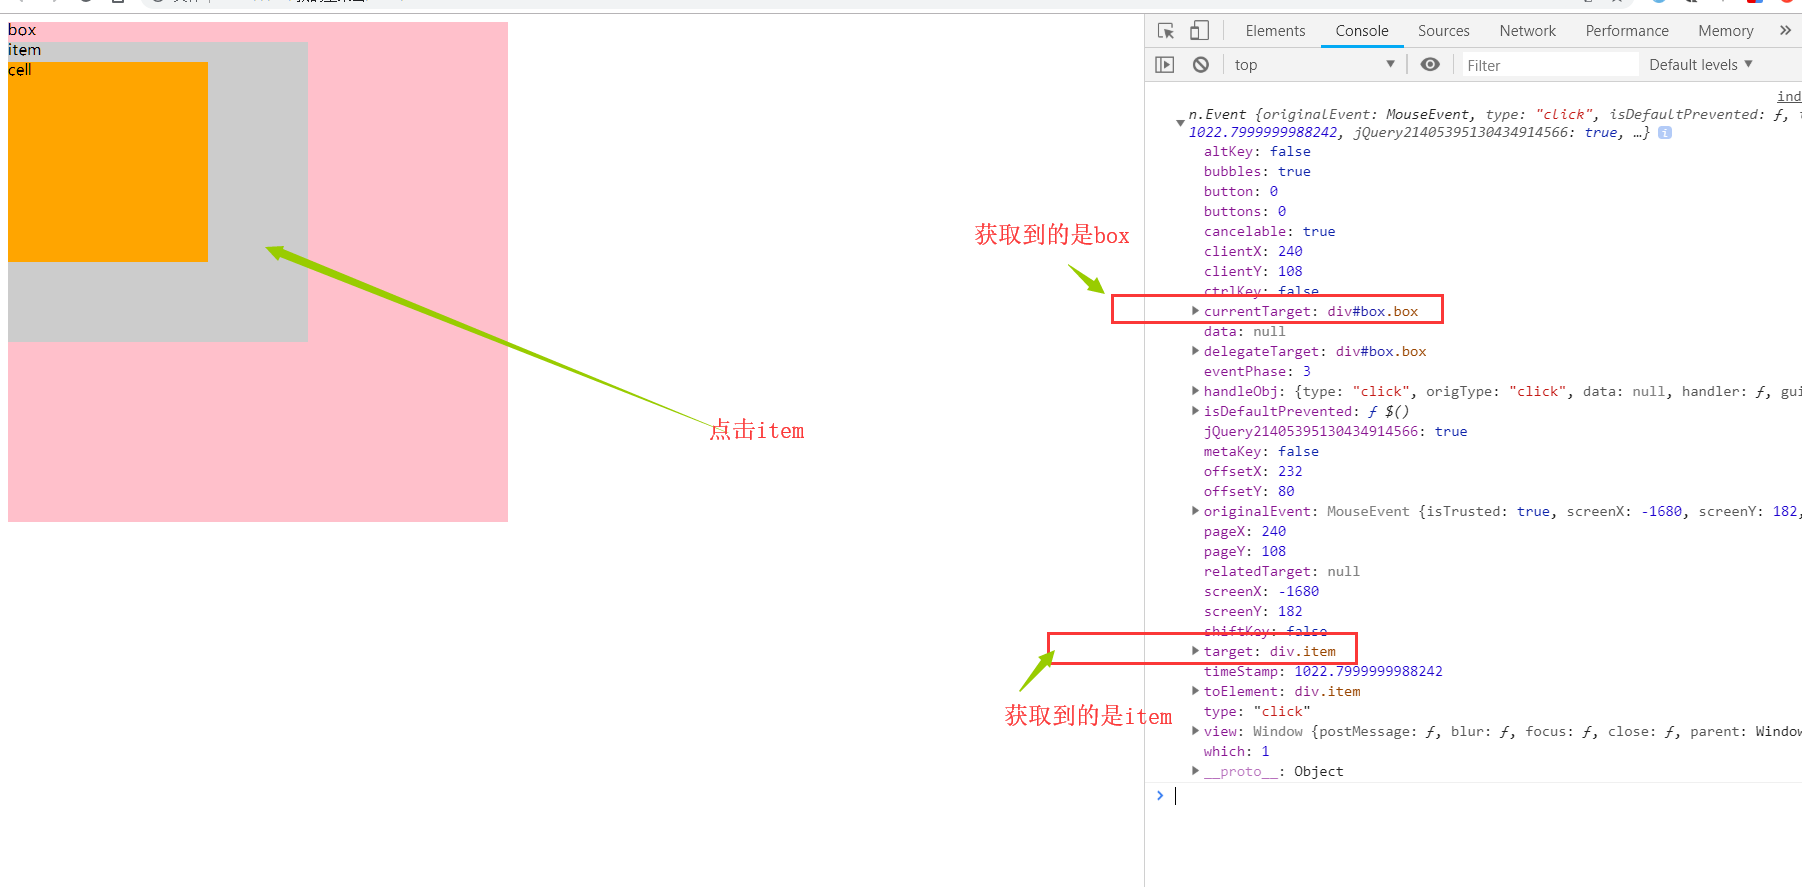 box
item
cell
点击item
获取到的是box
获取到的是item
Elements Console Sources Network Performance Memory »
top ▼ Filter Default levels ▼
ind
n.Event {originalEvent: MouseEvent, type: "click", isDefaultPrevented: ƒ,
1022.7999999988242, jQuery21405395130434914566: true, …} i
altKey: false
bubbles: true
button: 0
buttons: 0
cancelable: true
clientX: 240
clientY: 108
ctrlKey: false
currentTarget: div#box.box
data: null
delegateTarget: div#box.box
eventPhase: 3
handleObj: {type: "click", origType: "click", data: null, handler: ƒ, gui
isDefaultPrevented: ƒ $()
jQuery21405395130434914566: true
metaKey: false
offsetX: 232
offsetY: 80
originalEvent: MouseEvent {isTrusted: true, screenX: -1680, screenY: 182,
pageX: 240
pageY: 108
relatedTarget: null
screenX: -1680
screenY: 182
shiftKey: false
target: div.item
timeStamp: 1022.7999999988242
toElement: div.item
type: "click"
view: Window {postMessage: ƒ, blur: ƒ, focus: ƒ, close: ƒ, parent: Window
which: 1
__proto__: Object